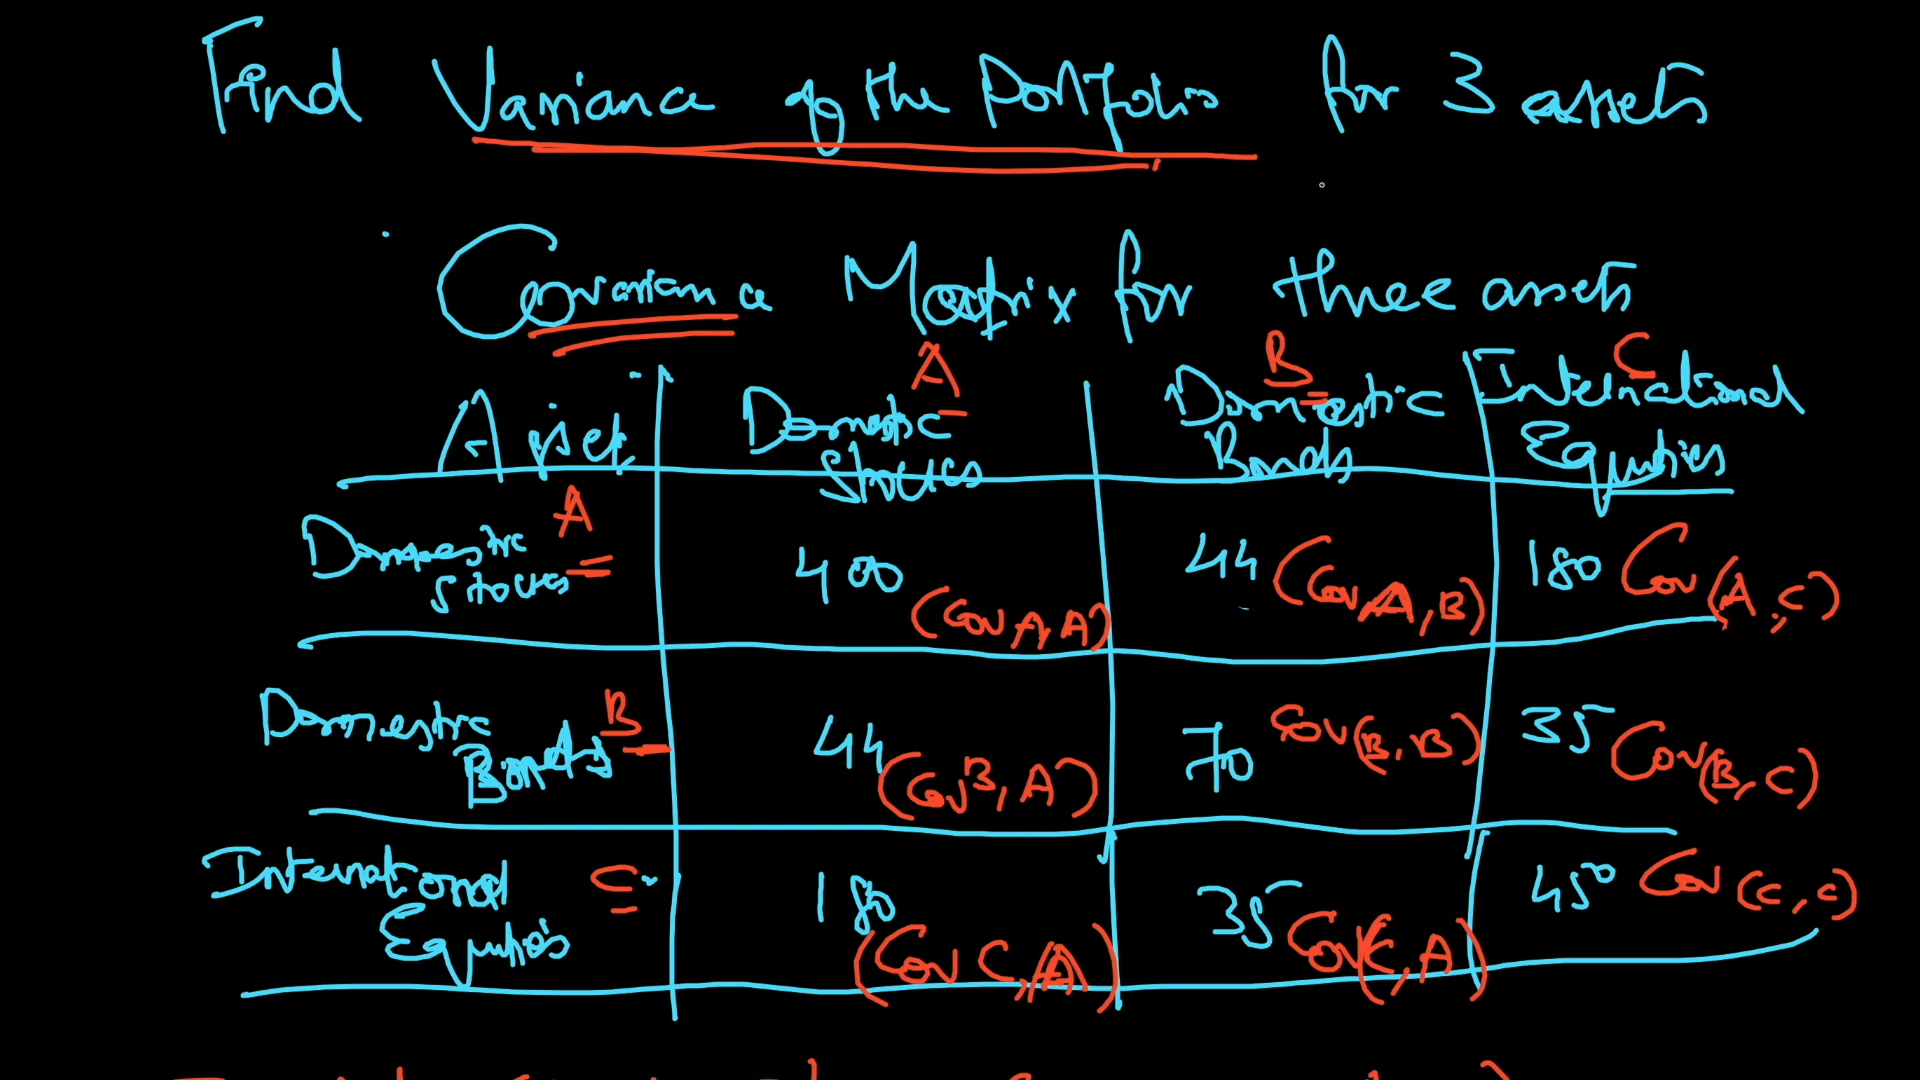 Find Variance of the Portfolio for 3 assets
Covariance Matrix for three assets
A B C
Asset Domestic Stocks Domestic Bonds International Equities
Domestic Stocks A 400 (Cov A, A) 44 (Cov A, B) 180 Cov (A, C)
Domestic Bonds B 44 (Cov B, A) 70 Cov (B, B) 35 Cov (B, C)
International Equities C 180 (Cov C, A) 35 Cov (C, A) 450 Cov (C, C)